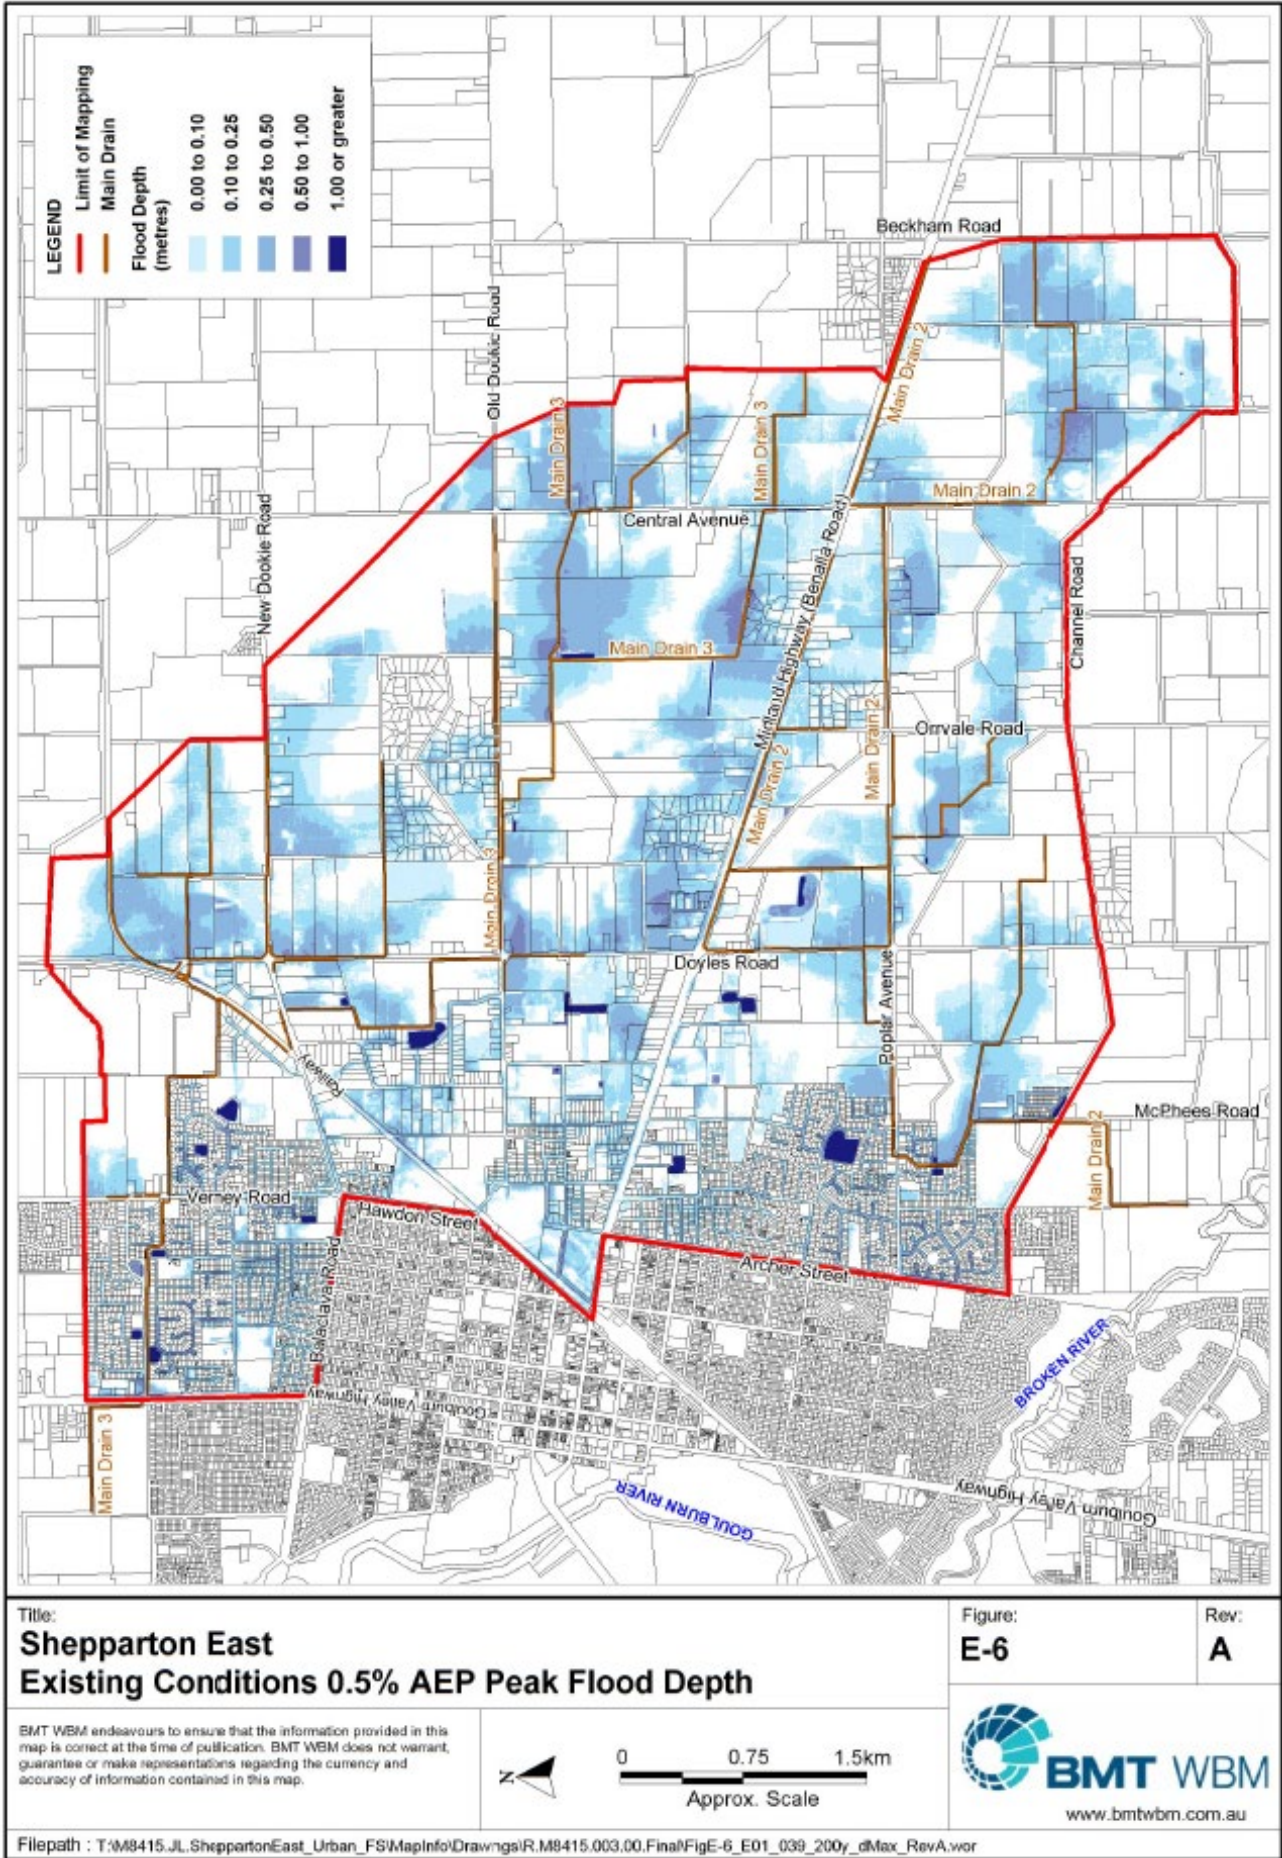 LEGEND
Limit of Mapping
Main Drain
Flood Depth
(metres)
0.00 to 0.10
0.10 to 0.25
0.25 to 0.50
0.50 to 1.00
1.00 or greater
Beckham Road
Old Dookie Road
Main Drain 2
Main Drain 3
Main Drain 3
Main Drain 2
New Dookie Road
Central Avenue
Midland Highway (Benalla Road)
Channel Road
Main Drain 3
Main Drain 2
Orrvale Road
Main Drain 2
Main Drain 3
Doyles Road
Poplar Avenue
Railway
McPhees Road
Main Drain 2
Verney Road
Hawdon Street
Balaclava Road
Archer Street
BROKEN RIVER
Goulburn Valley Highway
Main Drain 3
GOULBURN RIVER
Goulburn Valley Highway
Title:
Shepparton East
Existing Conditions 0.5% AEP Peak Flood Depth
Figure:
E-6
Rev:
A
BMT WBM endeavours to ensure that the information provided in this
map is correct at the time of publication. BMT WBM does not warrant,
guarantee or make representations regarding the currency and
accuracy of information contained in this map.
N
0 0.75 1.5km
Approx. Scale
BMT WBM
www.bmtwbm.com.au
Filepath : T:\M8415.JL.SheppartonEast_Urban_FS\MapInfo\Drawings\R.M8415.003.00.Final\FigE-6_E01_039_200y_dMax_RevA.wor